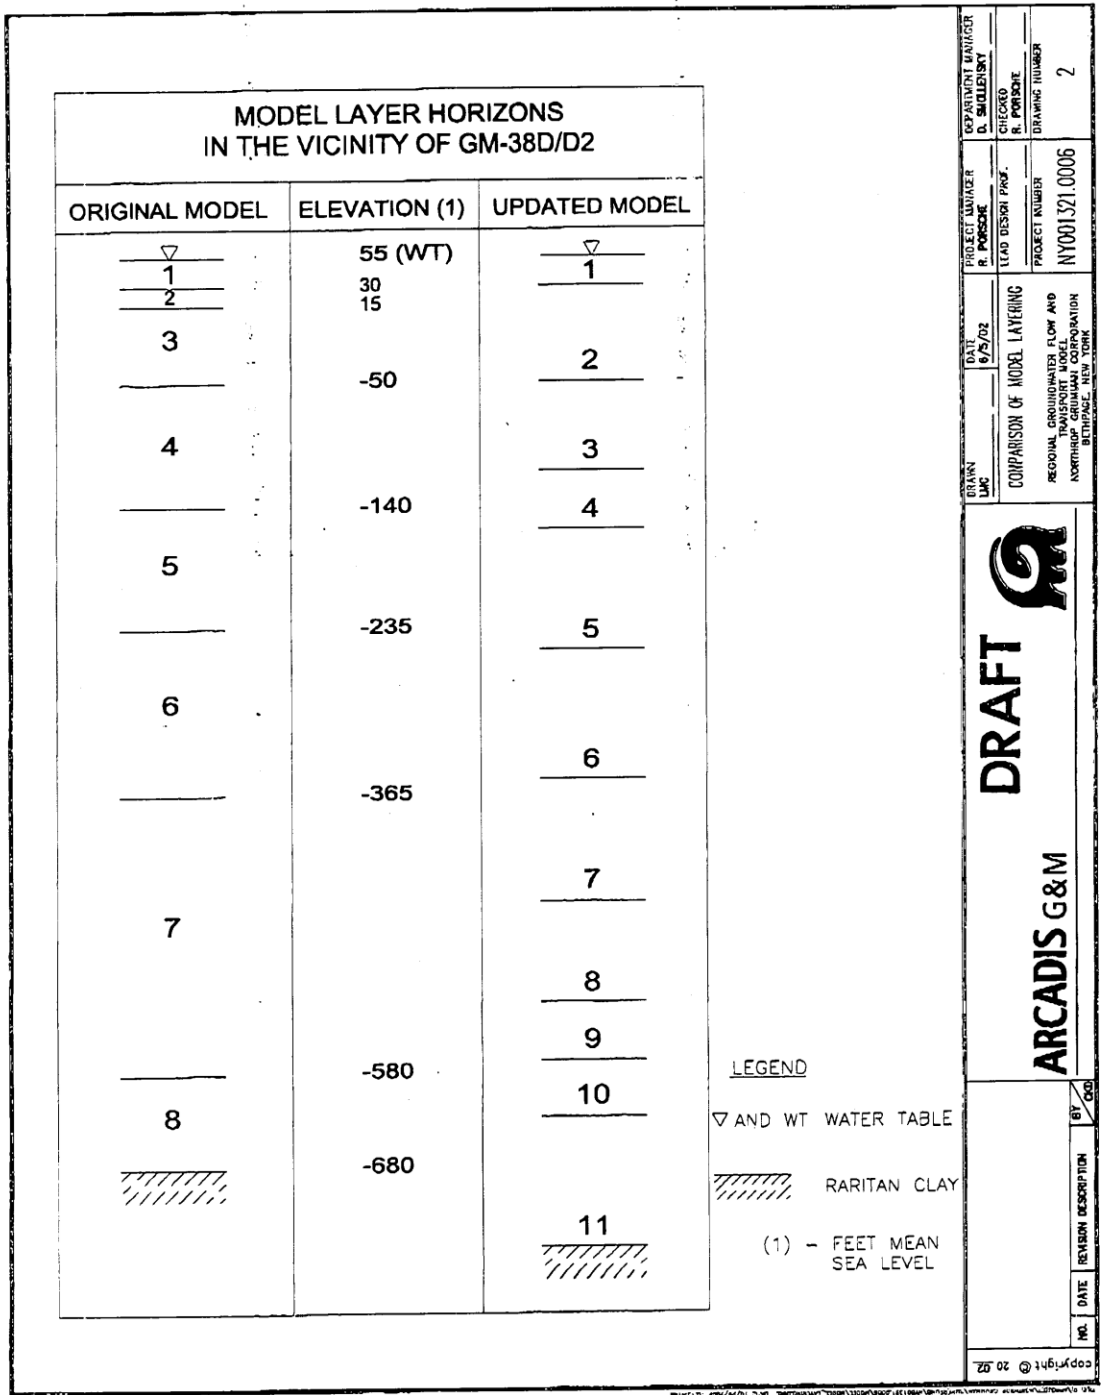 MODEL LAYER HORIZONS
IN THE VICINITY OF GM-38D/D2
ORIGINAL MODEL
ELEVATION (1)
UPDATED MODEL
1
2
3
4
5
6
7
8
55 (WT)
30
15
-50
-140
-235
-365
-580
-680
1
2
3
4
5
6
7
8
9
10
11
LEGEND
▽ AND WT WATER TABLE
RARITAN CLAY
(1) – FEET MEAN
SEA LEVEL
DEPARTMENT MANAGER
D. SMOLLENSKY
CHECKED
R. PORSCHE
DRAWING NUMBER
2
PROJECT MANAGER
R. PORSCHE
LEAD DESIGN PROF.
PROJECT NUMBER
NY001321.0006
DATE
6/5/02
DRAWN
LMC
COMPARISON OF MODEL LAYERING
REGIONAL GROUNDWATER FLOW AND
TRANSPORT MODEL
NORTHROP GRUMMAN CORPORATION
BETHPAGE, NEW YORK
DRAFT
ARCADIS G&M
BY
CKD
NO.
DATE
REVISION DESCRIPTION
Copyright © 20 02